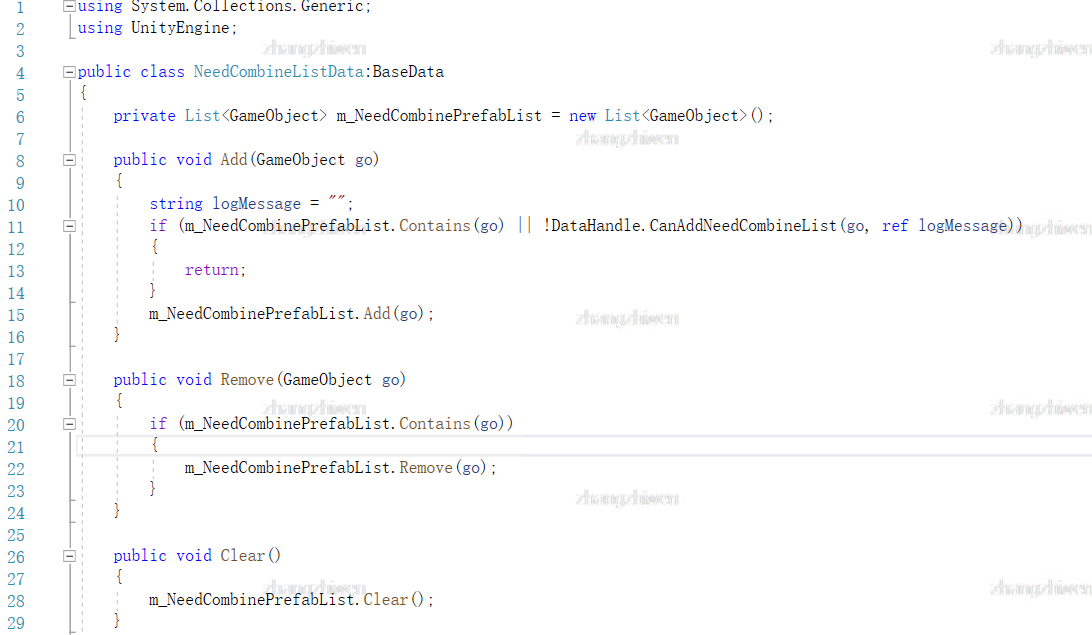 1 using System.Collections.Generic;
2 using UnityEngine;
3
4 public class NeedCombineListData:BaseData
5 {
6 private List<GameObject> m_NeedCombinePrefabList = new List<GameObject>();
7
8 public void Add(GameObject go)
9 {
10 string logMessage = "";
11 if (m_NeedCombinePrefabList.Contains(go) || !DataHandle.CanAddNeedCombineList(go, ref logMessage))
12 {
13 return;
14 }
15 m_NeedCombinePrefabList.Add(go);
16 }
17
18 public void Remove(GameObject go)
19 {
20 if (m_NeedCombinePrefabList.Contains(go))
21 {
22 m_NeedCombinePrefabList.Remove(go);
23 }
24 }
25
26 public void Clear()
27 {
28 m_NeedCombinePrefabList.Clear();
29 }